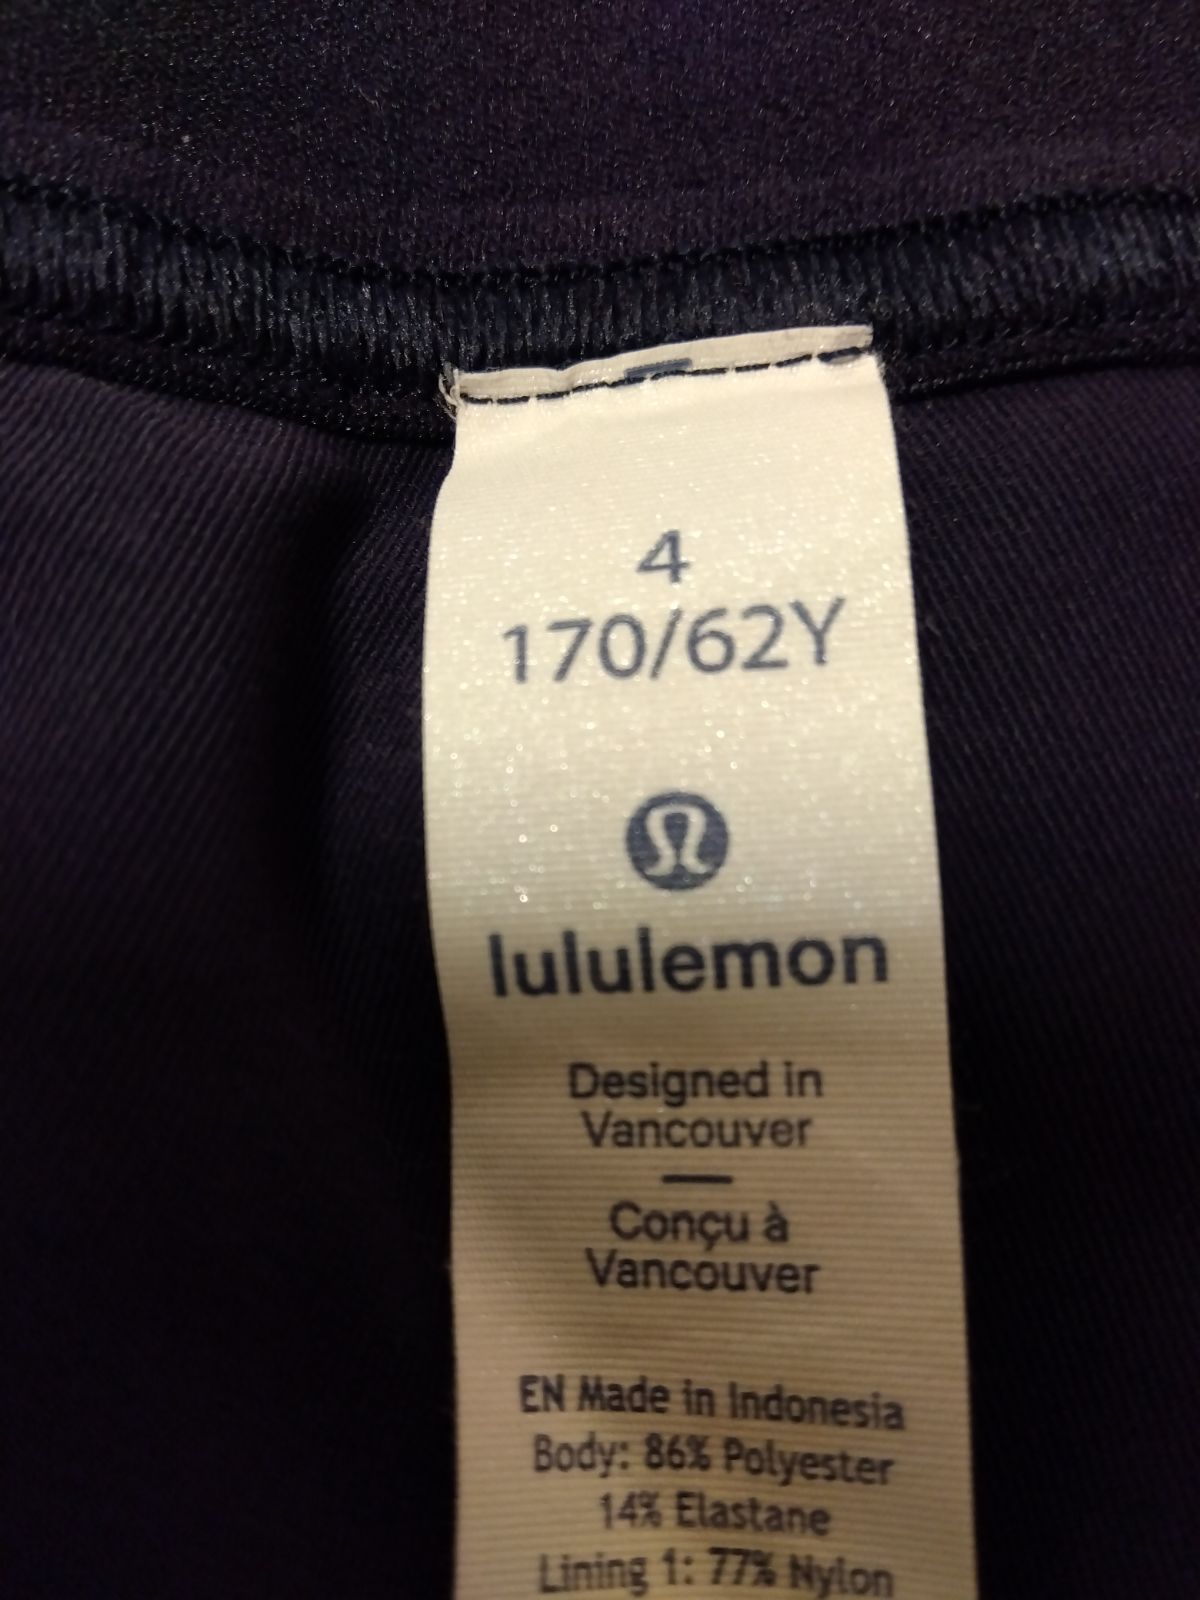 4
170/62Y
lululemon
Designed in
Vancouver
Conçu à
Vancouver
EN Made in Indonesia
Body: 86% Polyester
14% Elastane
Lining 1: 77% Nylon